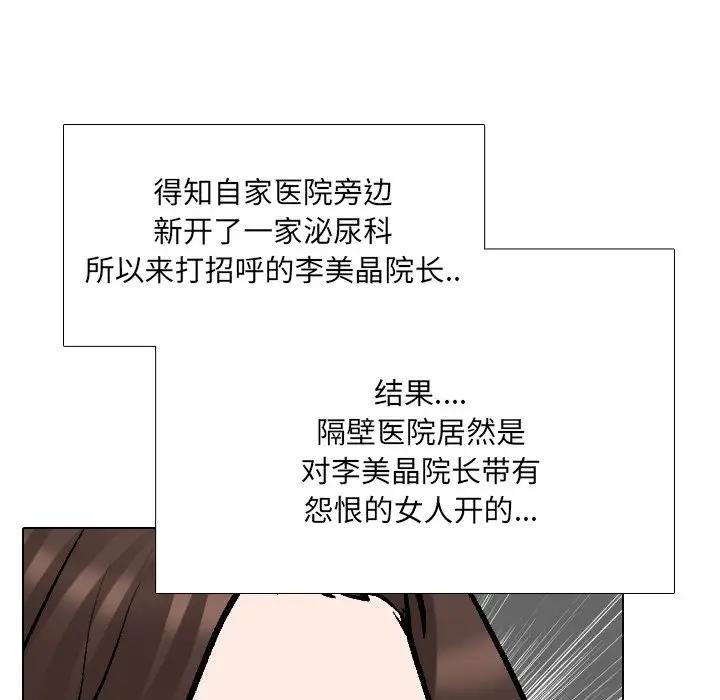 得知自家医院旁边
新开了一家泌尿科
所以来打招呼的李美晶院长..
结果....
隔壁医院居然是
对李美晶院长带有
怨恨的女人开的...